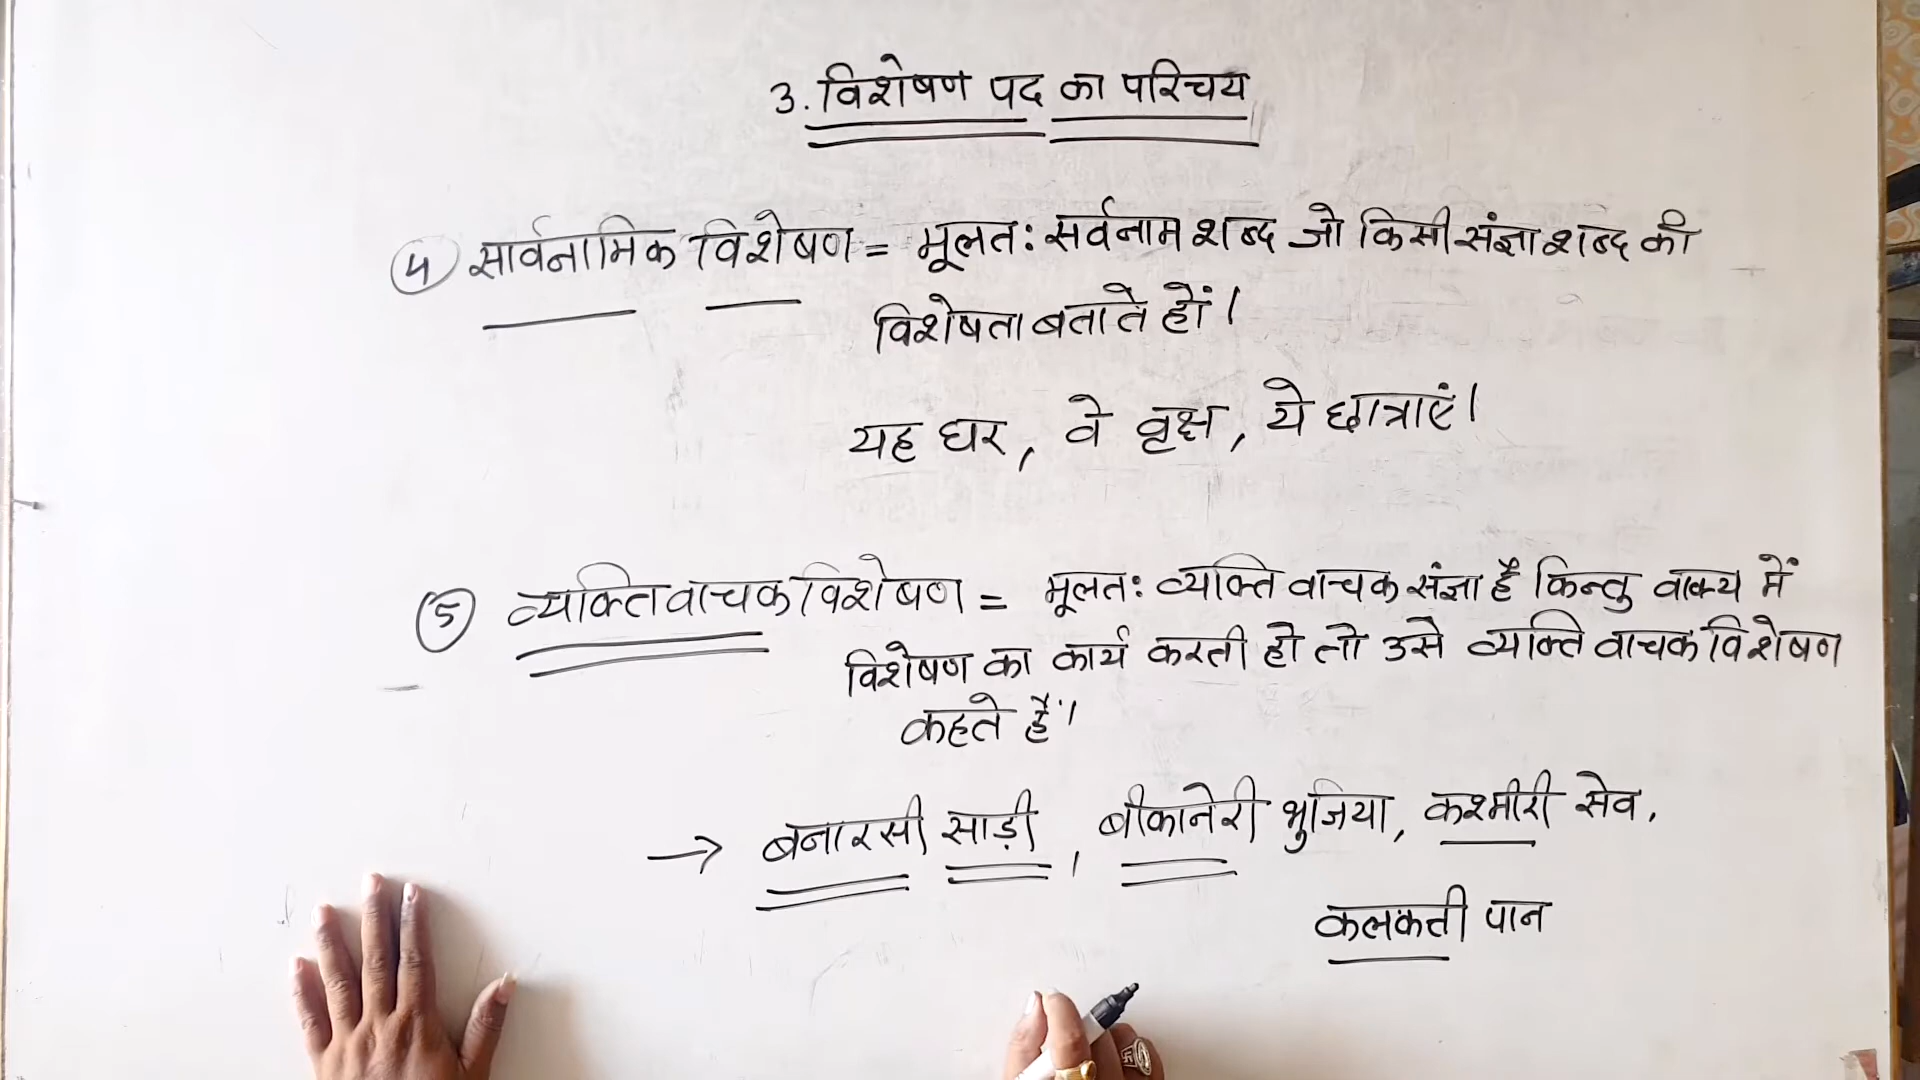 3. विशेषण पद का परिचय
4 सार्वनामिक विशेषण = मूलतः सर्वनाम शब्द जो किसी संज्ञा शब्द की
विशेषता बताते हों।
यह घर, वे वृक्ष, ये छात्राएं।
5 व्यक्तिवाचक विशेषण = मूलतः व्यक्तिवाचक संज्ञा है किन्तु वाक्य में
विशेषण का कार्य करती हो तो उसे व्यक्तिवाचक विशेषण
कहते हैं।
→ बनारसी साड़ी, बीकानेरी भुजिया, कश्मीरी सेव.
कलकती पान